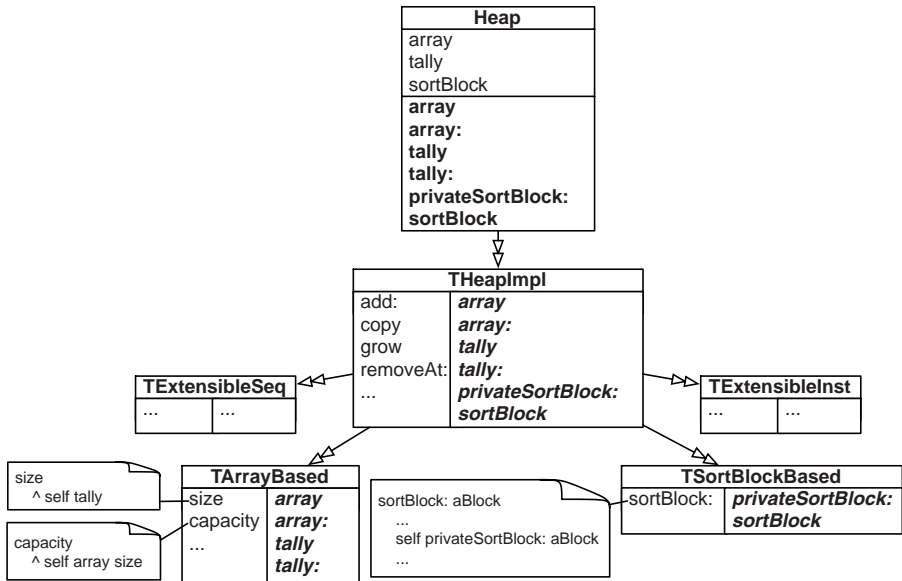 Heap
array
tally
sortBlock
array
array:
tally
tally:
privateSortBlock:
sortBlock
THeapImpl
add:
copy
grow
removeAt:
...
array
array:
tally
tally:
privateSortBlock:
sortBlock
TExtensibleSeq
... ...
TExtensibleInst
... ...
size
^ self tally
capacity
^ self array size
TArrayBased
size
capacity
...
array
array:
tally
tally:
sortBlock: aBlock
...
self privateSortBlock: aBlock
...
TSortBlockBased
sortBlock:
privateSortBlock:
sortBlock